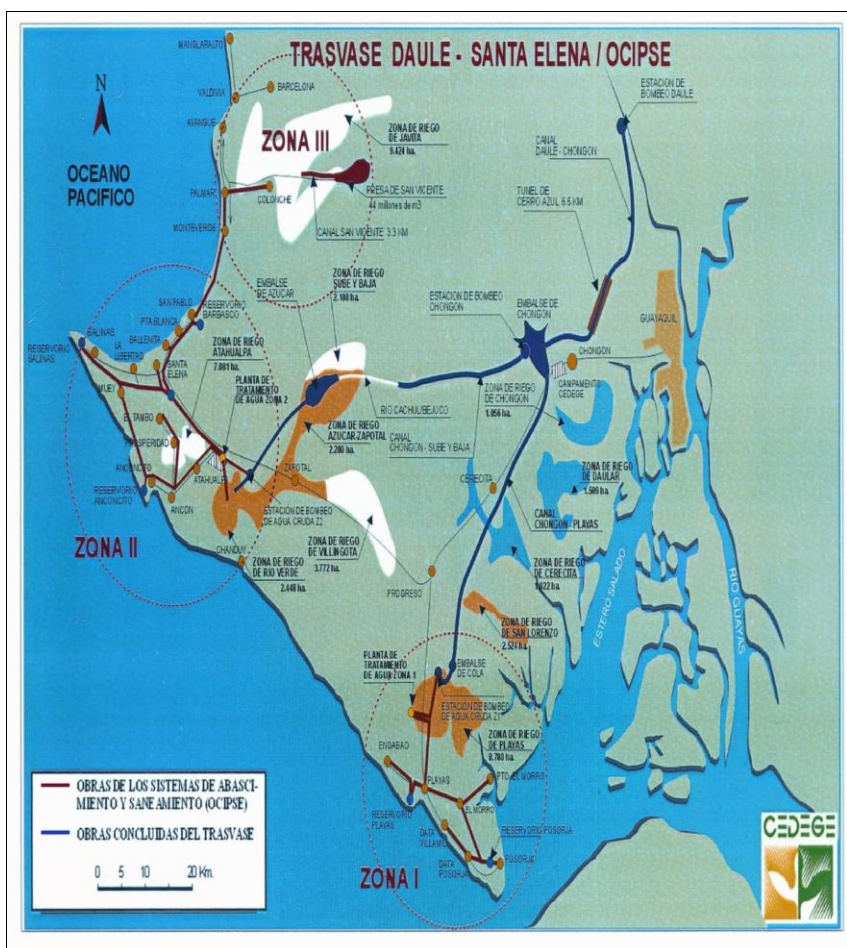 TRASVASE DAULE - SANTA ELENA / OCIPSE
MANGLARALTO
N
VALDIVIA
BARCELONA
AYANGUE
ZONA III
ZONA DE RIEGO
DE JAVITA
9.424 ha.
ESTACION DE
BOMBEO DAULE
CANAL
DAULE - CHONGON
OCEANO
PACIFICO
PALMAR
COLONCHE
PRESA DE SAN VICENTE
44 millones de m3
TUNEL DE
CERRO AZUL 6.5 KM
MONTEVERDE
CANAL SAN VICENTE 3.3 KM
EMBALSE
DE AZUCAR
ZONA DE RIEGO
SUBE Y BAJA
2.188 ha.
ESTACION DE BOMBEO
CHONGON
EMBALSE DE
CHONGON
GUAYAQUIL
SAN PABLO
RESERVORIO
BARBASCO
PTA. BLANCA
BALLENITA
SALINAS
LA
LIBERTAD
RESERVORIO
SALINAS
SANTA
ELENA
ZONA DE RIEGO
ATAHUALPA
7.081 ha.
PLANTA DE
TRATAMIENTO
DE AGUA ZONA 2
MUEY
CHONGON
CAMPAMENTO
CEDEGE
ZONA DE RIEGO
DE CHONGON
1.056 ha.
RIO CACHUL/BEJUCO
CANAL
CHONGON - SUBE Y BAJA
EL TAMBO
PROSPERIDAD
ZONA DE RIEGO
AZUCAR-ZAPOTAL
2.280 ha.
ANCONCITO
RESERVORIO
ANCONCITO
ANCON
ATAHUALPA
ZAPOTAL
CERECITA
ZONA DE RIEGO
DE DAULAR
1.509 ha.
ESTACION DE BOMBEO
DE AGUA CRUDA Z2
CANAL
CHONGON - PLAYAS
ZONA II
CHANDUY
ZONA DE RIEGO
DE RIO VERDE
2.448 ha.
ZONA DE RIEGO
DE VILLINGOTA
3.772 ha.
PROGRESO
ZONA DE RIEGO
DE CERECITA
1.022 ha.
ESTERO SALADO
RIO GUAYAS
ZONA DE RIEGO
DE SAN LORENZO
2.524 ha.
PLANTA DE
TRATAMIENTO
DE AGUA ZONA 1
EMBALSE
DE COLA
ESTACION DE BOMBEO
DE AGUA CRUDA Z1
ZONA DE RIEGO
DE PLAYAS
8.780 ha.
ENGABAO
PLAYAS
PTO. EL MORRO
RESERVORIO
PLAYAS
EL MORRO
DATA
VILLAMIL
RESERVORIO POSORJA
DATA
POSORJA
POSORJA
ZONA I
OBRAS DE LOS SISTEMAS DE ABASCI-
MIENTO Y SANEAMIENTO (OCIPSE)
OBRAS CONCLUIDAS DEL TRASVASE
0 5 10 20 Km.
CEDEGE